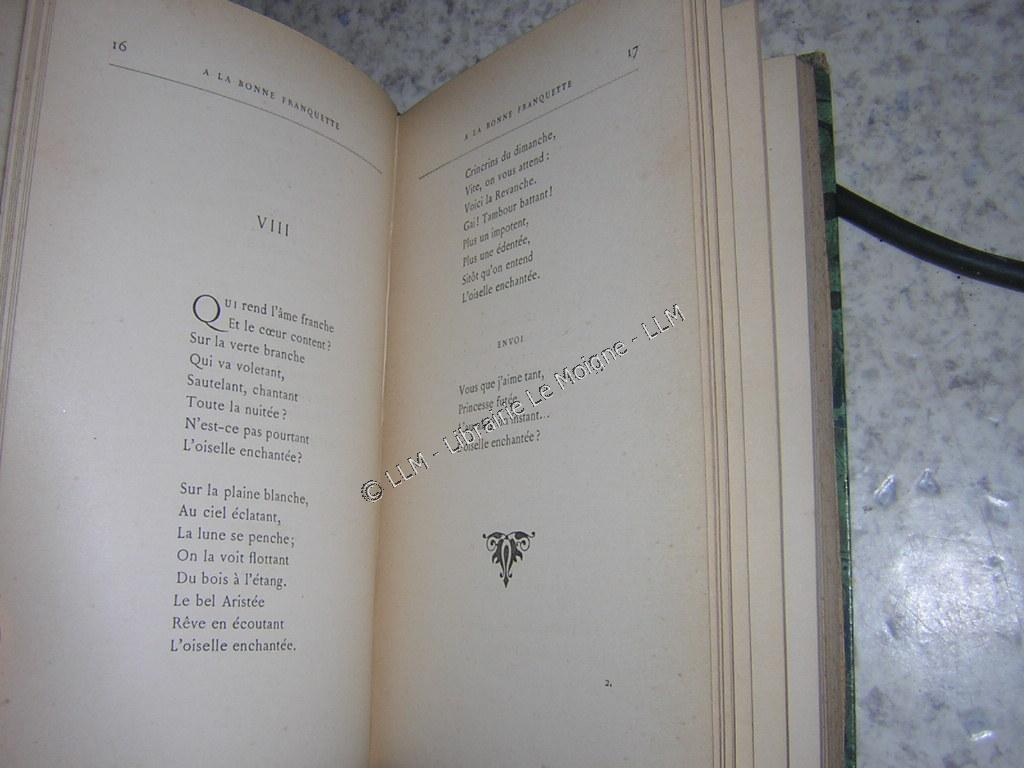 16
A LA BONNE FRANQUETTE
VIII
QUI rend l'âme franche
Et le cœur content?
Sur la verte branche
Qui va voletant,
Sautelant, chantant
Toute la nuitée?
N'est-ce pas pourtant
L'oiselle enchantée?
Sur la plaine blanche,
Au ciel éclatant,
La lune se penche;
On la voit flottant
Du bois à l'étang.
Le bel Aristée
Rêve en écoutant
L'oiselle enchantée.
17
A LA BONNE FRANQUETTE
Crincrins du dimanche,
Vite, on vous attend:
Voici la Revanche.
Gai! Tambour battant!
Plus un impotent,
Plus une édentée,
Sitôt qu'on entend
L'oiselle enchantée.
ENVOI
Vous que j'aime tant,
Princesse
instant...
L'oiselle enchantée?
2.
© LLM - Librairie Le Moigne - LLM